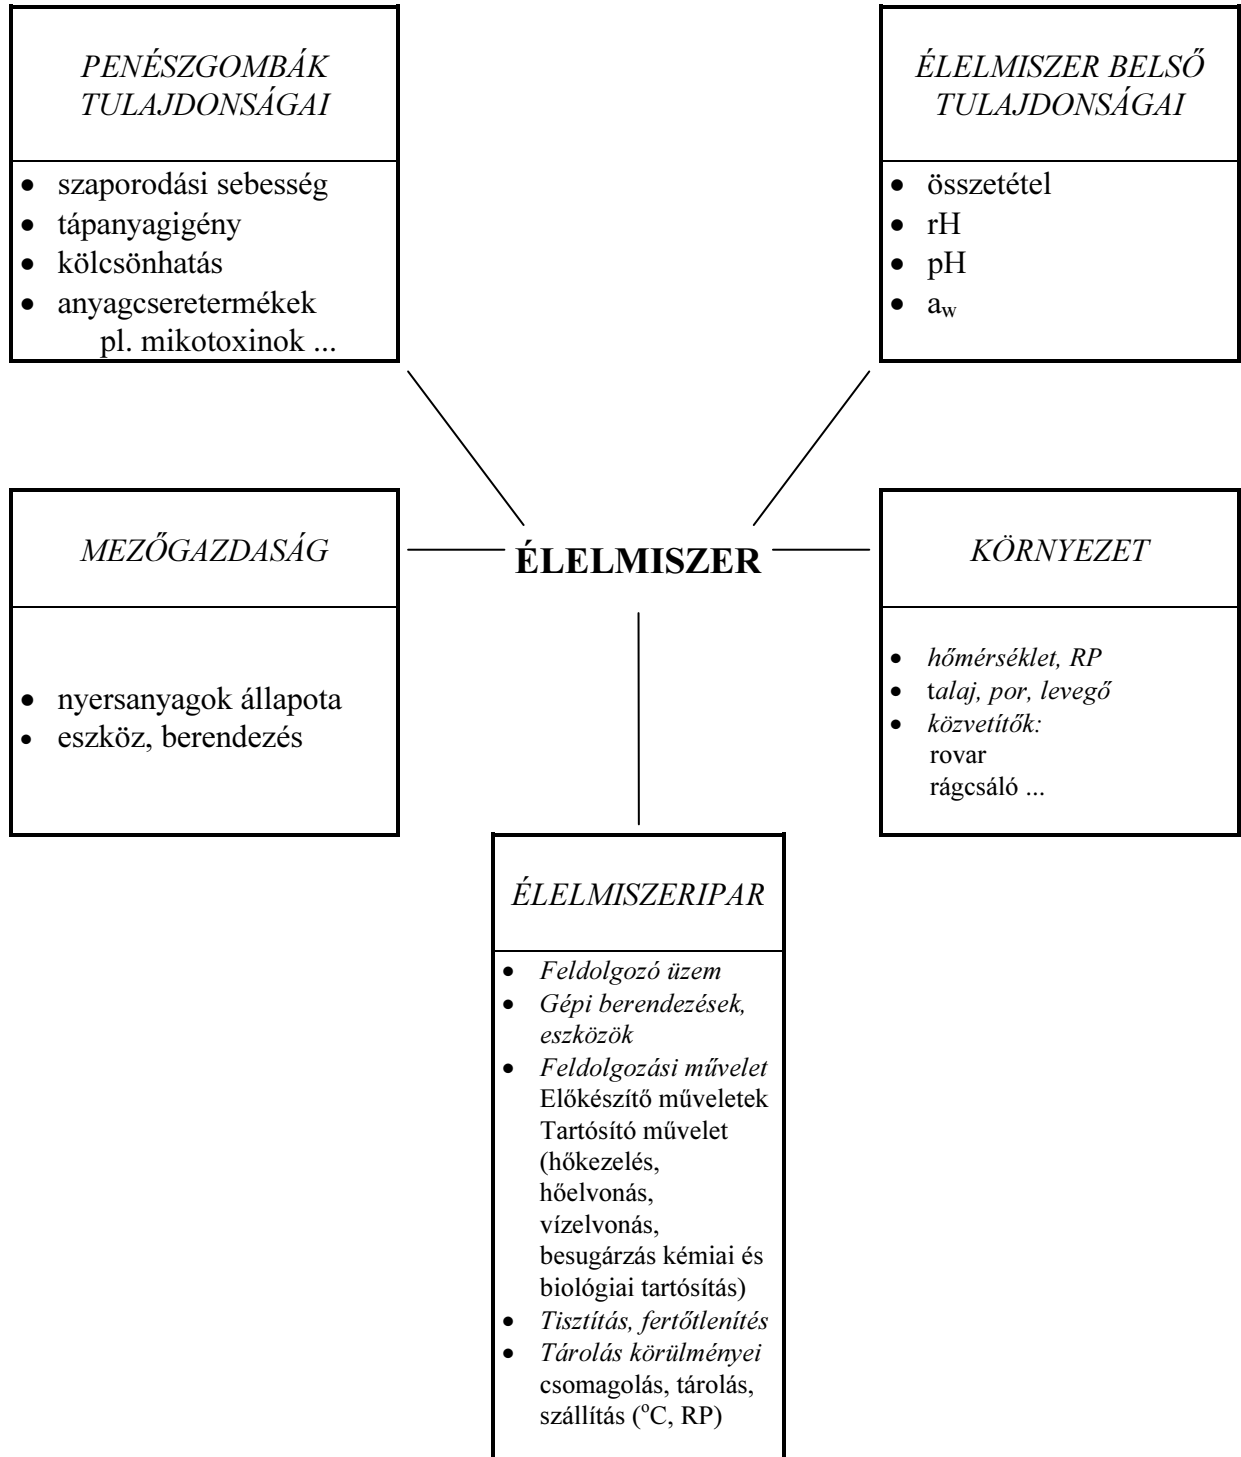 PENÉSZGOMBÁK
TULAJDONSÁGAI
• szaporodási sebesség
• tápanyagigény
• kölcsönhatás
• anyagcseretermékek
pl. mikotoxinok ...
ÉLELMISZER BELSŐ
TULAJDONSÁGAI
• összetétel
• rH
• pH
• a_w
MEZŐGAZDASÁG
• nyersanyagok állapota
• eszköz, berendezés
ÉLELMISZER
KÖRNYEZET
• hőmérséklet, RP
• talaj, por, levegő
• közvetítők:
rovar
rágcsáló ...
ÉLELMISZERIPAR
• Feldolgozó üzem
• Gépi berendezések,
eszközök
• Feldolgozási művelet
Előkészítő műveletek
Tartósító művelet
(hőkezelés,
hőelvonás,
vízelvonás,
besugárzás kémiai és
biológiai tartósítás)
• Tisztítás, fertőtlenítés
• Tárolás körülményei
csomagolás, tárolás,
szállítás (°C, RP)